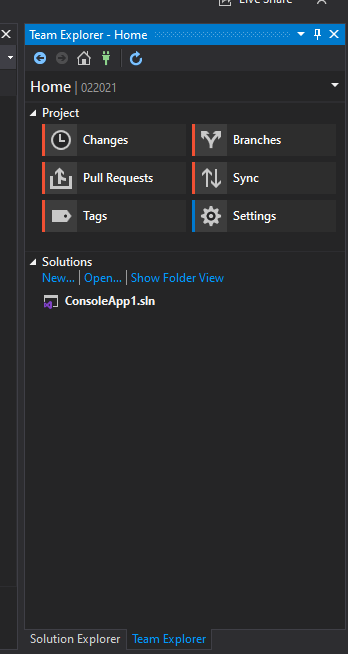 Live Share
Team Explorer - Home
Home | 022021
Project
Changes
Branches
Pull Requests
Sync
Tags
Settings
Solutions
New... | Open... | Show Folder View
ConsoleApp1.sln
Solution Explorer Team Explorer